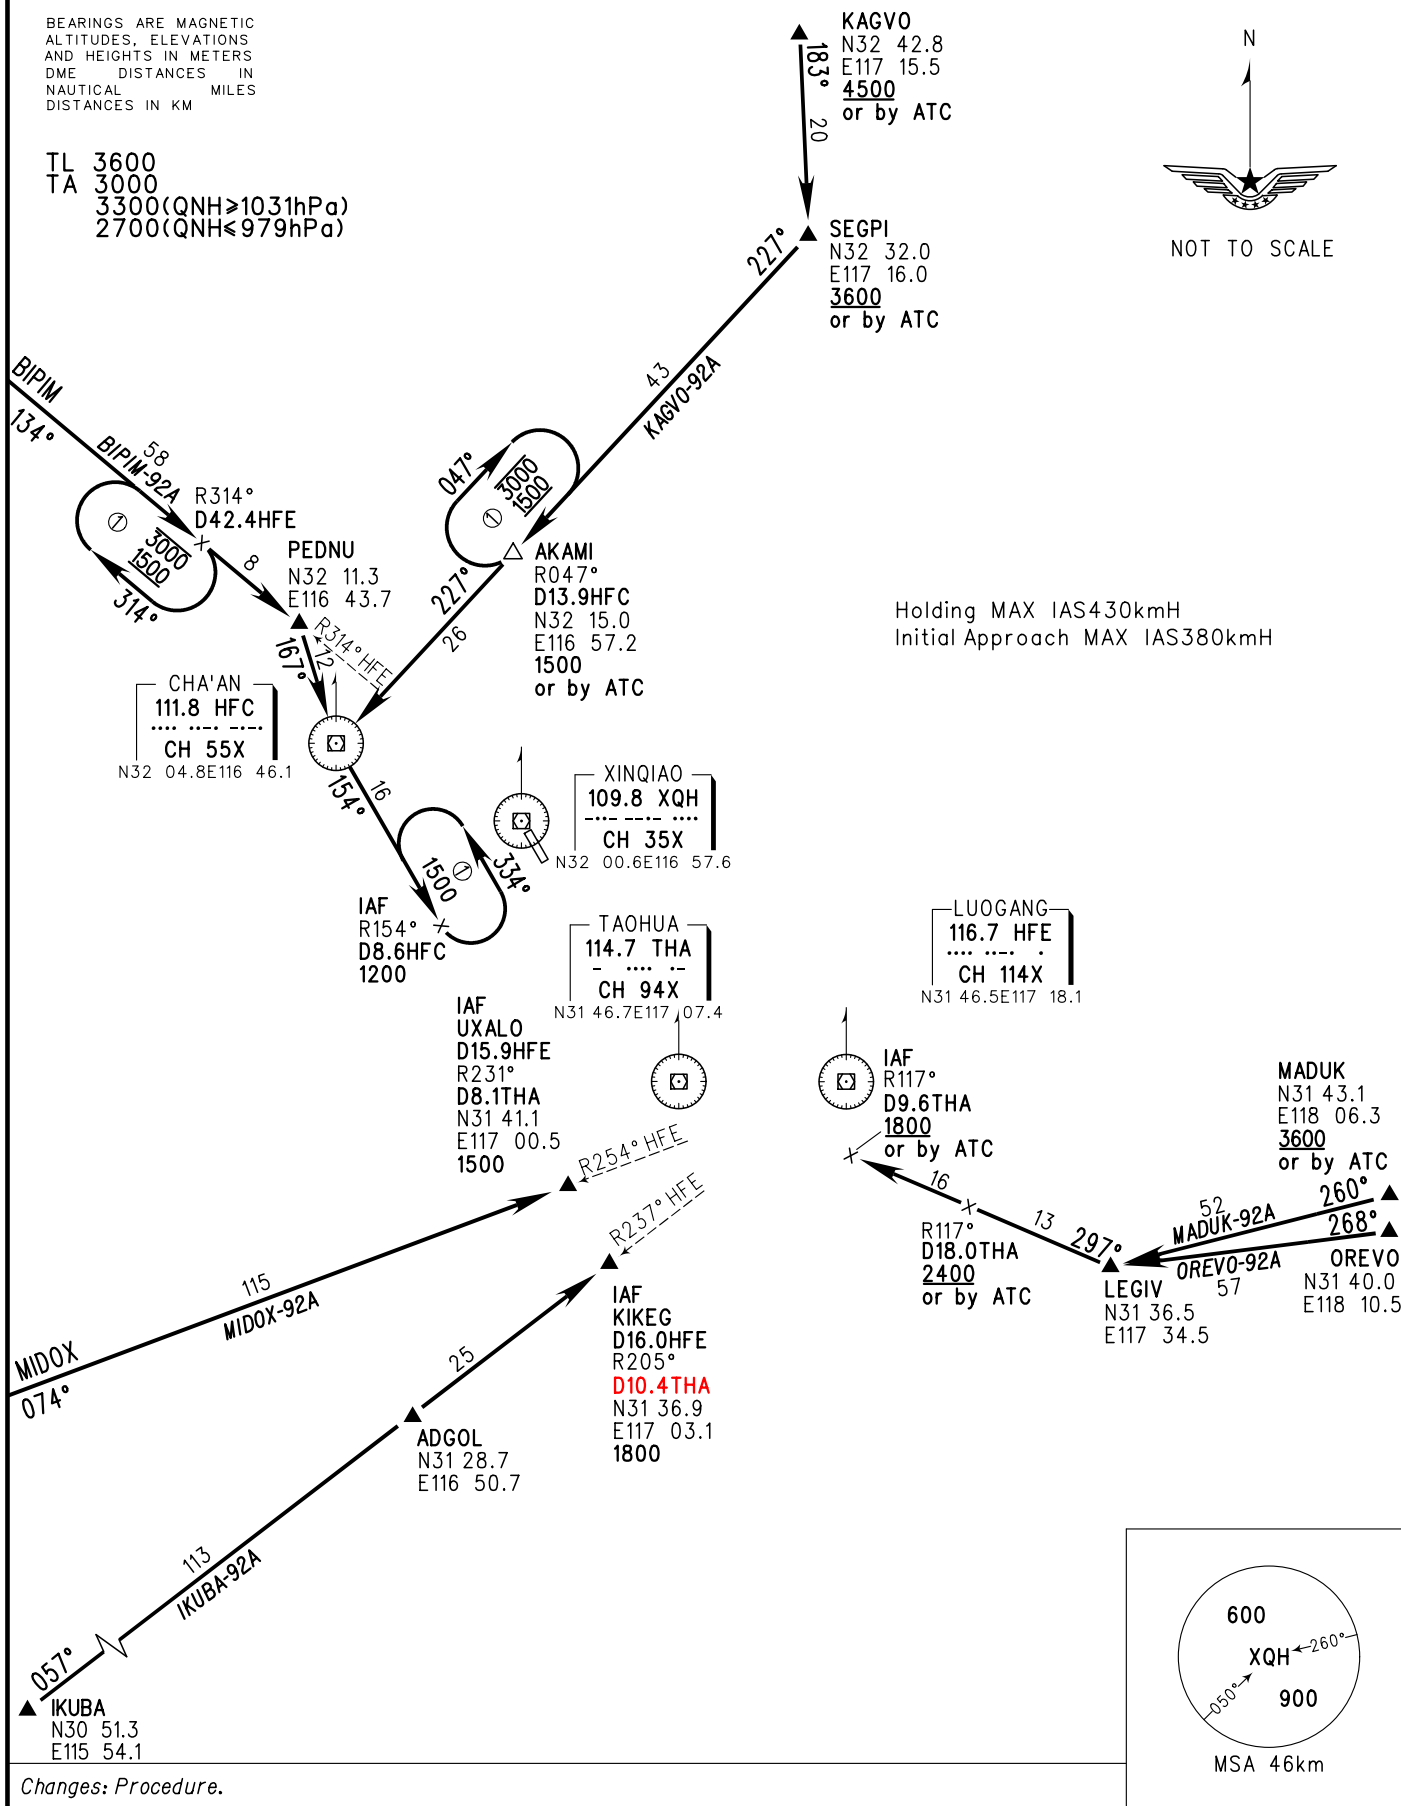 BEARINGS ARE MAGNETIC
ALTITUDES, ELEVATIONS
AND HEIGHTS IN METERS
DME DISTANCES IN
NAUTICAL MILES
DISTANCES IN KM
TL 3600
TA 3000
3300(QNH≥1031hPa)
2700(QNH≤979hPa)
KAGVO
N32 42.8
E117 15.5
4500
or by ATC
183°
20
N
NOT TO SCALE
SEGPI
N32 32.0
E117 16.0
3600
or by ATC
227°
43
KAGVO-92A
BIPIM
134°
58
BIPIM-92A
R314°
D42.4HFE
1
3000
1500
314°
8
047°
3000
1500
1
PEDNU
N32 11.3
E116 43.7
AKAMI
R047°
D13.9HFC
N32 15.0
E116 57.2
1500
or by ATC
227°
26
R314° HFE
167°
12
Holding MAX IAS430kmH
Initial Approach MAX IAS380kmH
CHA'AN
111.8 HFC
···· ··-· -·-·
CH 55X
N32 04.8E116 46.1
154°
16
XINQIAO
109.8 XQH
-··- --·- ····
CH 35X
N32 00.6E116 57.6
1500
1
334°
IAF
R154°
D8.6HFC
1200
TAOHUA
114.7 THA
- ···· ·-
CH 94X
N31 46.7E117 07.4
LUOGANG
116.7 HFE
···· ··-· ·
CH 114X
N31 46.5E117 18.1
IAF
UXALO
D15.9HFE
R231°
D8.1THA
N31 41.1
E117 00.5
1500
R254° HFE
IAF
R117°
D9.6THA
1800
or by ATC
MADUK
N31 43.1
E118 06.3
3600
or by ATC
16
R117°
D18.0THA
2400
or by ATC
13
297°
52
MADUK-92A
260°
OREVO-92A
57
268°
OREVO
N31 40.0
E118 10.5
LEGIV
N31 36.5
E117 34.5
R237° HFE
IAF
KIKEG
D16.0HFE
R205°
D10.4THA
N31 36.9
E117 03.1
1800
115
MIDOX-92A
MIDOX
074°
25
ADGOL
N31 28.7
E116 50.7
113
IKUBA-92A
057°
IKUBA
N30 51.3
E115 54.1
600
XQH
260°
050°
900
MSA 46km
Changes: Procedure.